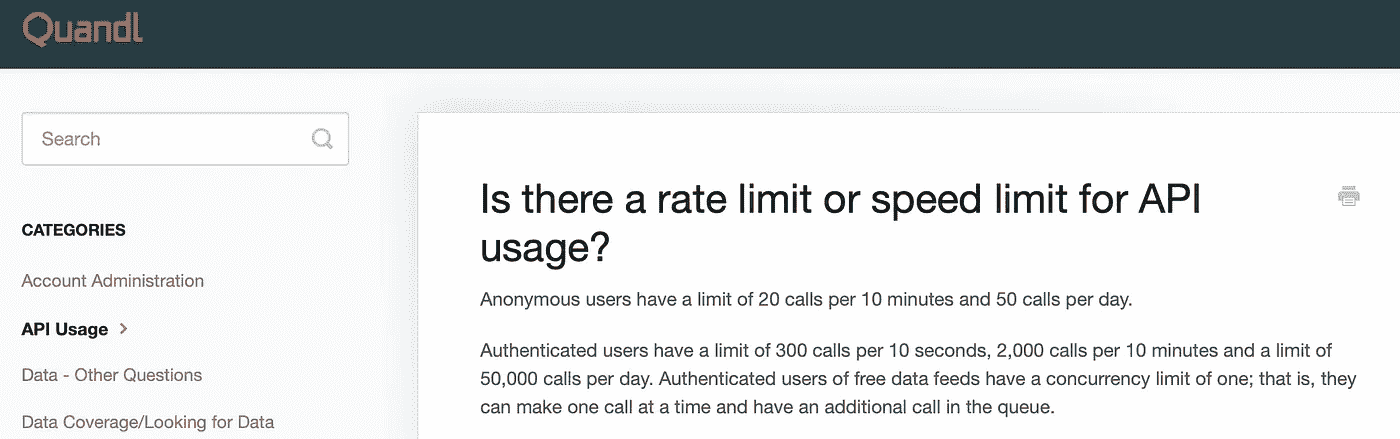 Quandl
Search
CATEGORIES
Account Administration
API Usage
Data - Other Questions
Data Coverage/Looking for Data
Is there a rate limit or speed limit for API
usage?
Anonymous users have a limit of 20 calls per 10 minutes and 50 calls per day.
Authenticated users have a limit of 300 calls per 10 seconds, 2,000 calls per 10 minutes and a limit of
50,000 calls per day. Authenticated users of free data feeds have a concurrency limit of one; that is, they
can make one call at a time and have an additional call in the queue.